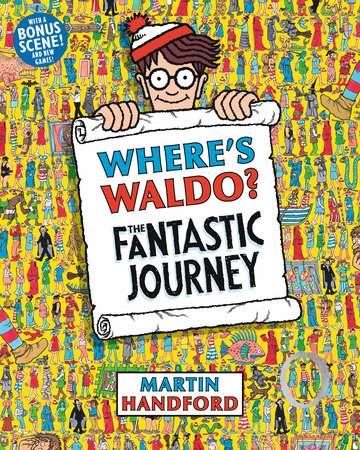 WITH A
BONUS
SCENE!
AND NEW
GAMES!
WHERE'S
WALDO?
THE
FANTASTIC
JOURNEY
MARTIN
HANDFORD